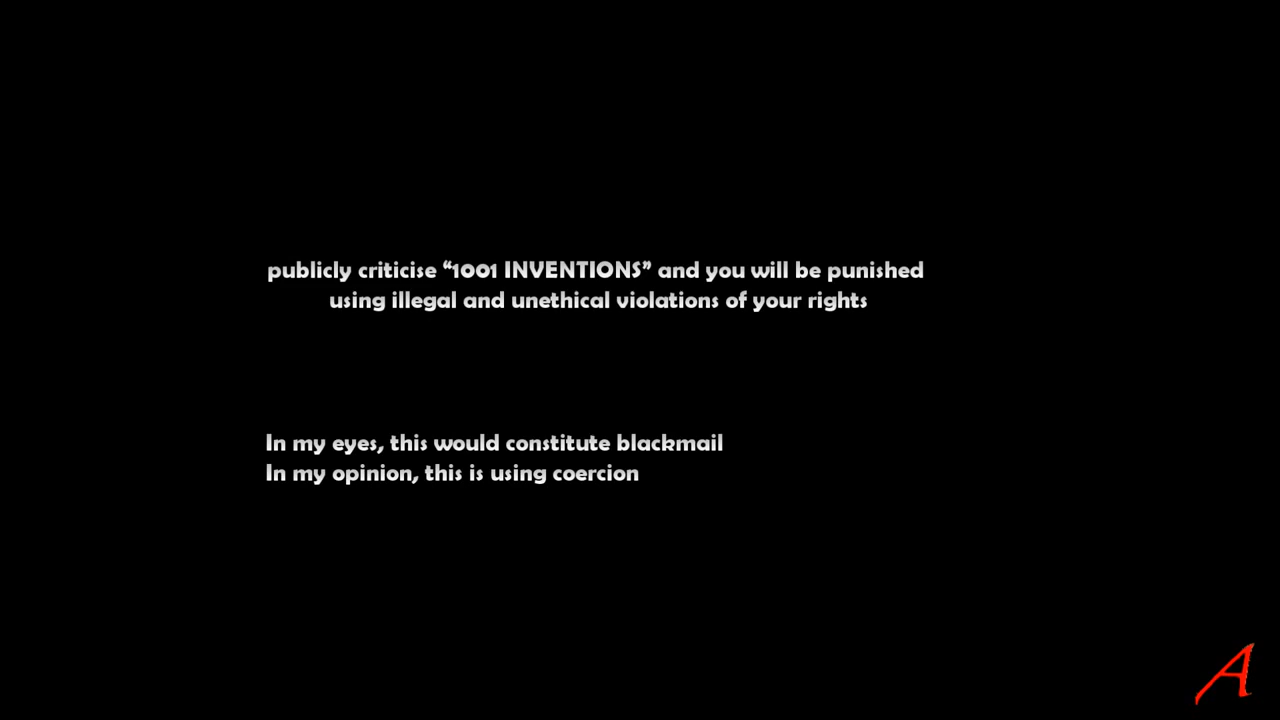 publicly criticise “1001 INVENTIONS” and you will be punished
using illegal and unethical violations of your rights
In my eyes, this would constitute blackmail
In my opinion, this is using coercion
A